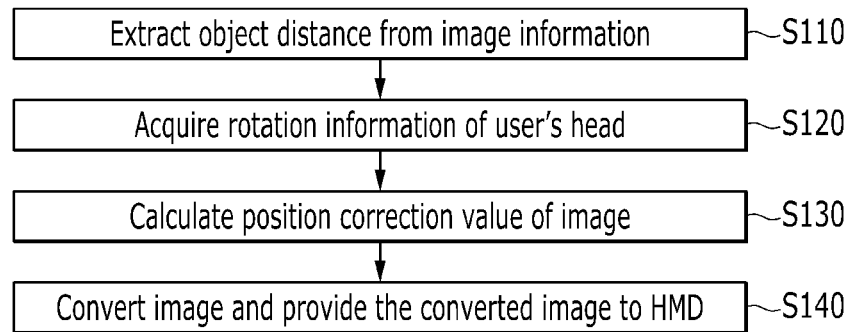 Extract object distance from image information S110
Acquire rotation information of user's head S120
Calculate position correction value of image S130
Convert image and provide the converted image to HMD S140